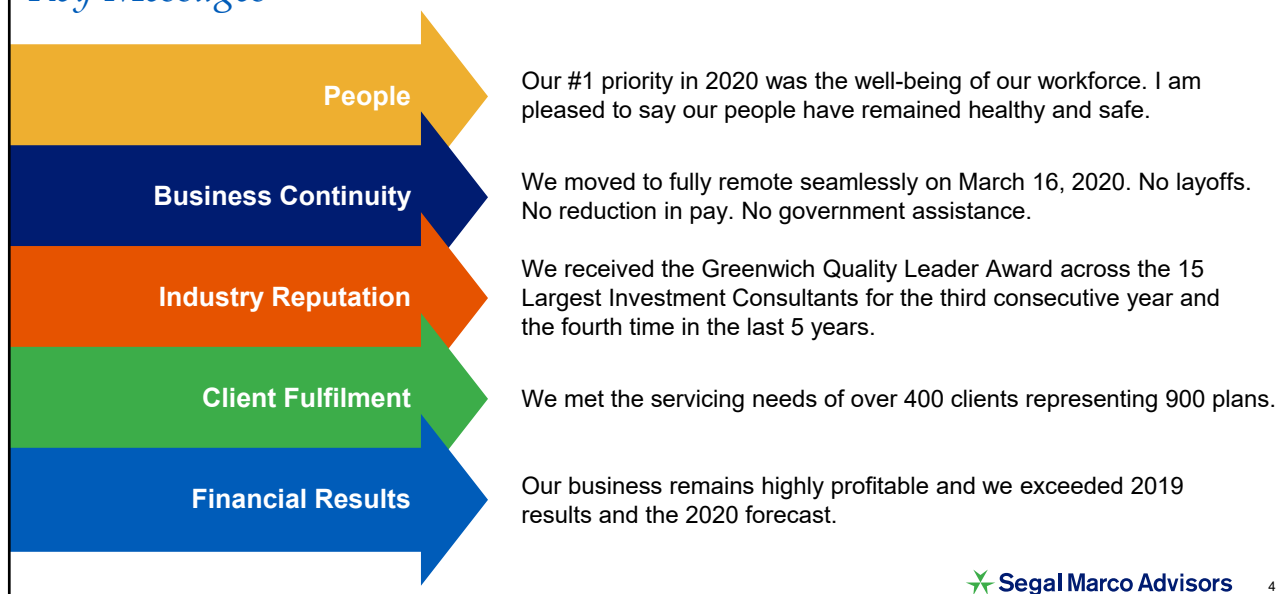 Key Messages
People
Our #1 priority in 2020 was the well-being of our workforce. I am
pleased to say our people have remained healthy and safe.
Business Continuity
We moved to fully remote seamlessly on March 16, 2020. No layoffs.
No reduction in pay. No government assistance.
Industry Reputation
We received the Greenwich Quality Leader Award across the 15
Largest Investment Consultants for the third consecutive year and
the fourth time in the last 5 years.
Client Fulfilment
We met the servicing needs of over 400 clients representing 900 plans.
Financial Results
Our business remains highly profitable and we exceeded 2019
results and the 2020 forecast.
Segal Marco Advisors 4